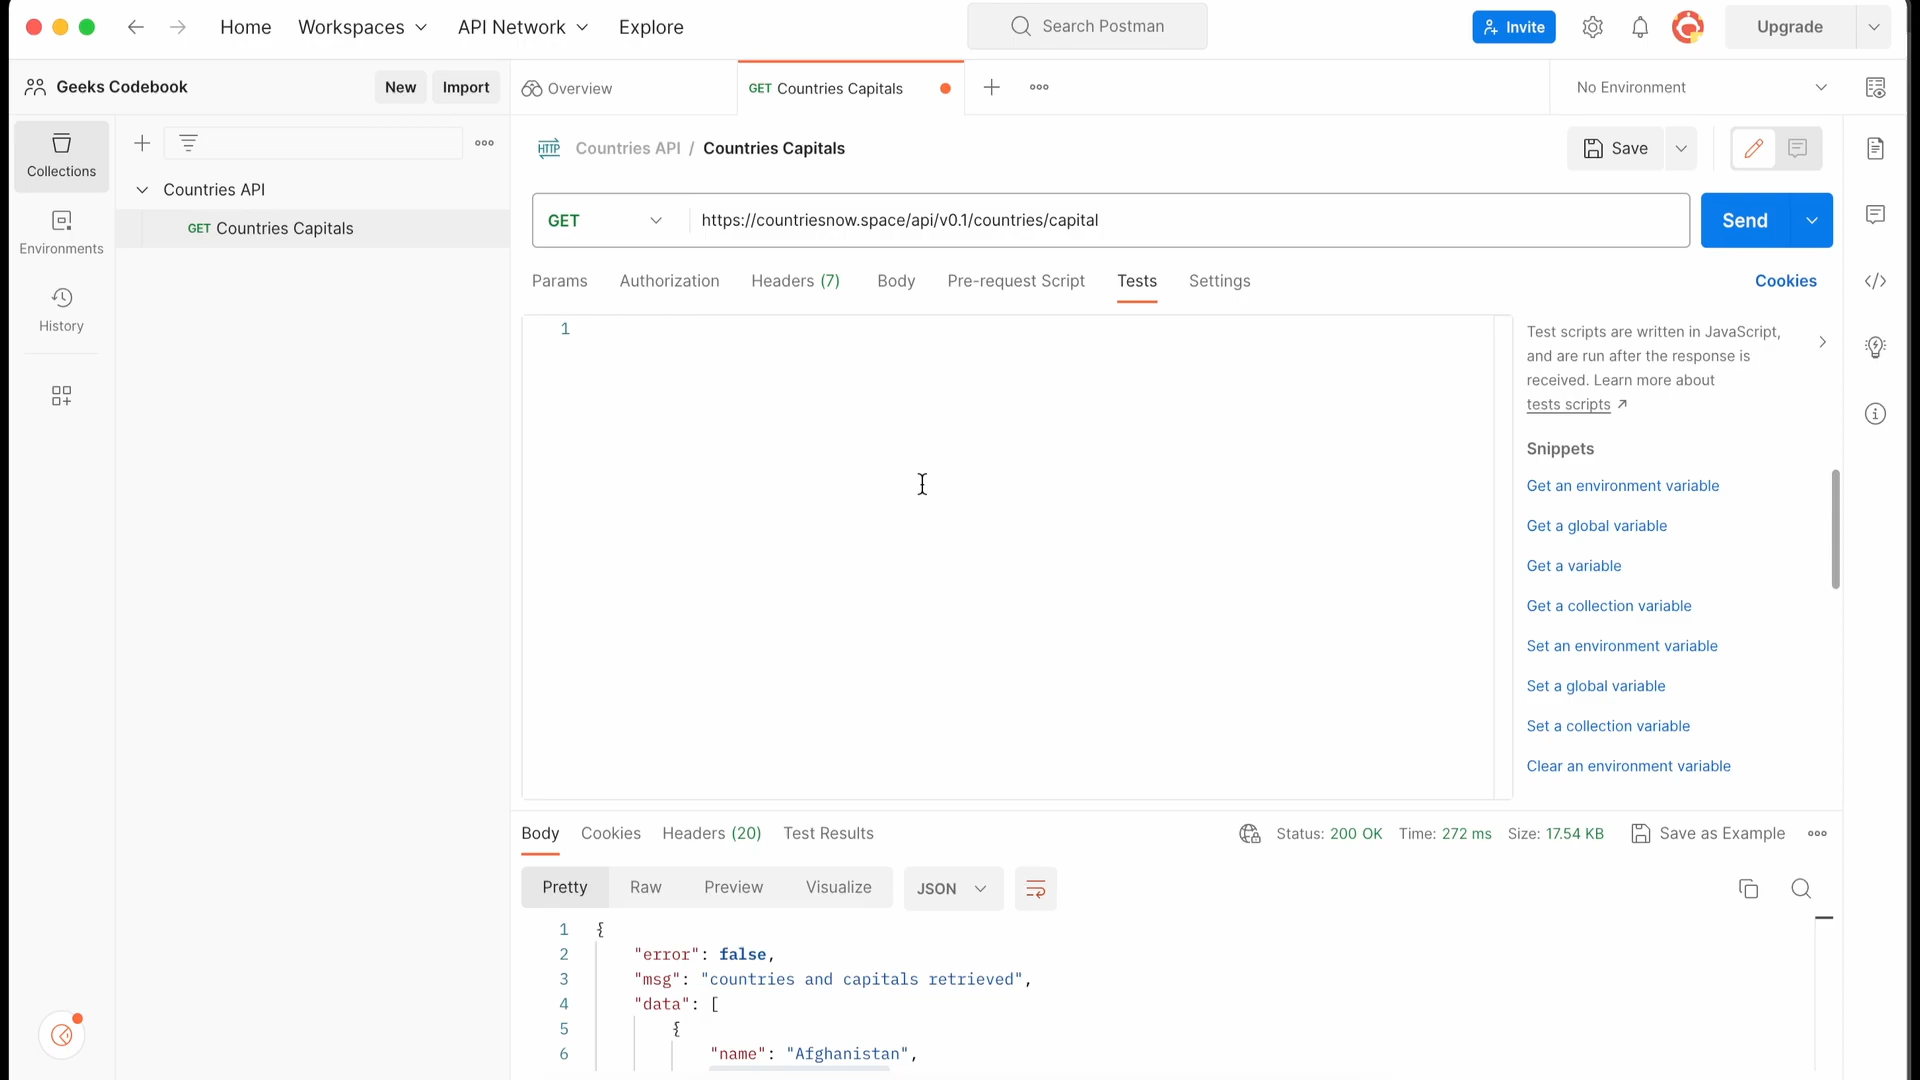 Home
Workspaces
API Network
Explore
Search Postman
Invite
Upgrade
Geeks Codebook
New
Import
Overview
GET Countries Capitals
No Environment
Collections
Environments
History
Countries API
GET Countries Capitals
HTTP
Countries API / Countries Capitals
Save
GET
https://countriesnow.space/api/v0.1/countries/capital
Send
Params
Authorization
Headers (7)
Body
Pre-request Script
Tests
Settings
Cookies
1
Test scripts are written in JavaScript,
and are run after the response is
received. Learn more about
tests scripts ↗
Snippets
Get an environment variable
Get a global variable
Get a variable
Get a collection variable
Set an environment variable
Set a global variable
Set a collection variable
Clear an environment variable
Body
Cookies
Headers (20)
Test Results
Status: 200 OK
Time: 272 ms
Size: 17.54 KB
Save as Example
Pretty
Raw
Preview
Visualize
JSON
1 {
2 "error": false,
3 "msg": "countries and capitals retrieved",
4 "data": [
5 {
6 "name": "Afghanistan",